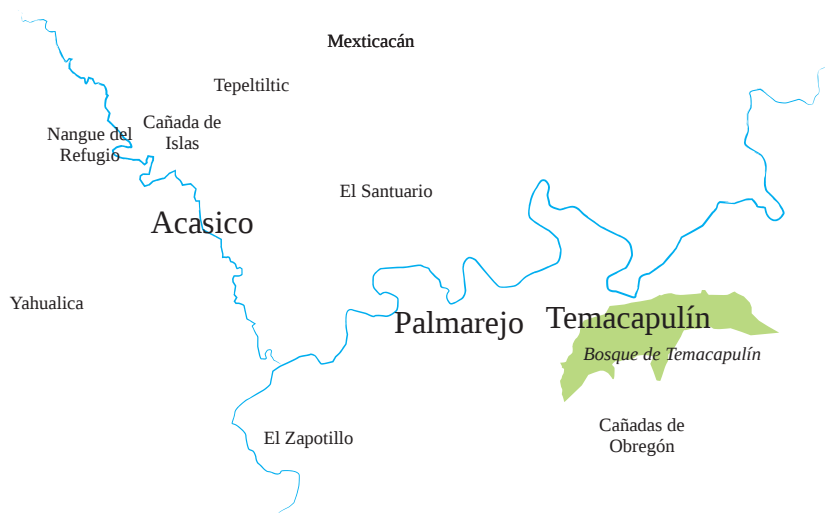 Mexticacán
Tepeltiltic
Cañada de
Islas
Nangue del
Refugio
El Santuario
Acasico
Yahualica
Palmarejo
Temacapulín
Bosque de Temacapulín
Cañadas de
Obregón
El Zapotillo